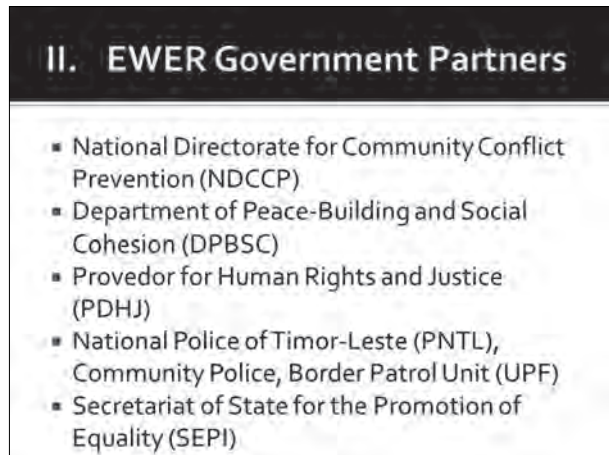 II. EWER Government Partners
▪ National Directorate for Community Conflict
Prevention (NDCCP)
▪ Department of Peace-Building and Social
Cohesion (DPBSC)
▪ Provedor for Human Rights and Justice
(PDHJ)
▪ National Police of Timor-Leste (PNTL),
Community Police, Border Patrol Unit (UPF)
▪ Secretariat of State for the Promotion of
Equality (SEPI)